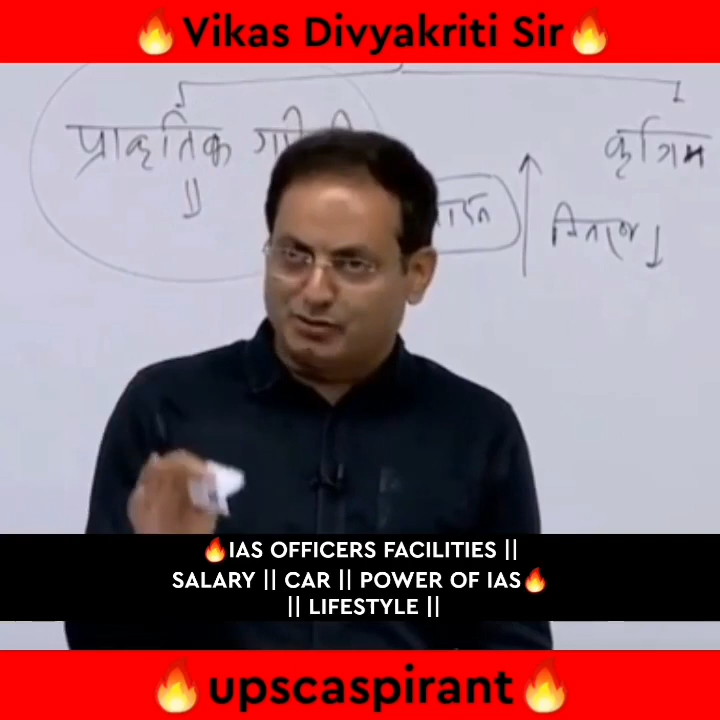 🔥Vikas Divyakriti Sir🔥
प्राकृतिक
कृत्रिम
🔥IAS OFFICERS FACILITIES ||
SALARY || CAR || POWER OF IAS🔥
|| LIFESTYLE ||
🔥upscaspirant🔥